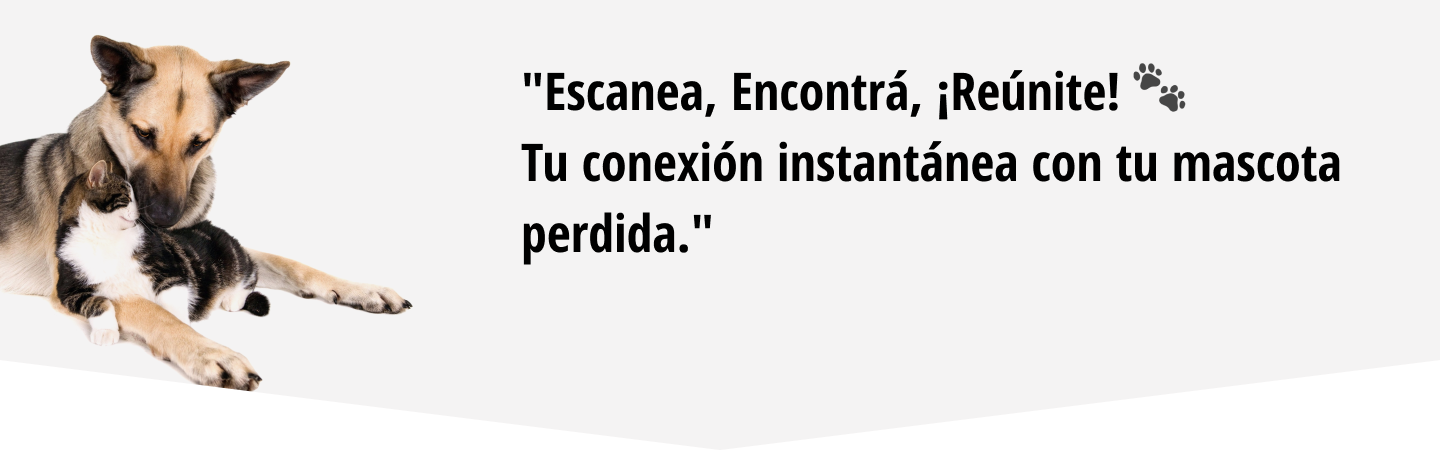 "Escanea, Encontrá, ¡Reúnite! 🐾
Tu conexión instantánea con tu mascota
perdida."